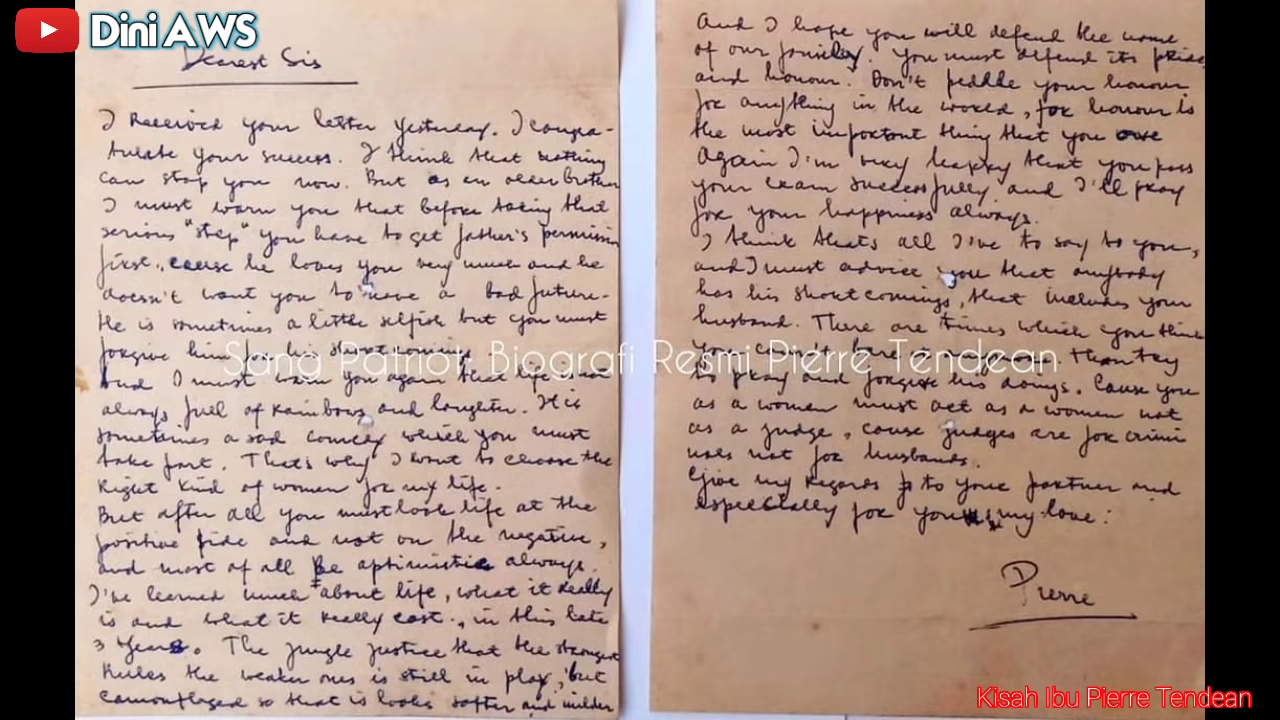 Dini AWS
Dearest Sis
I received your letter yesterday. I congra-
tulate your success. I think that nothing
can stop you now. But as an older brother
I must warn you that before taking that
serious "step" you have to get father's permission
first., cause he loves you very much and he
doesn't want you to have a bad future.
He is sometimes a little selfish but you must
forgive him for his shortcomings
And I must warn you again that life is not
always full of rainbows and laughter. It is
sometimes a sad comedy which you must
take part. That's why I want to choose the
right kind of women for my life.
But after all you must look life at the
positive side and not on the negative,
and most of all be optimistic always.
I've learned much about life, what it really
is and what it really cost., in this late
3 years. The jungle justice that the strongest
rules the weaker ones is still in play, but
camouflaged so that is looks softer and milder
And I hope you will defend the name
of our family. You must defend its pride
and honour. Don't peddle your honour
for anything in the world, for honour is
the most important thing that you owe
Again I'm very happy that you pass
your exam successfully and I'll pray
for your happiness always.
I think that's all I've to say to you,
and I must advice you that anybody
has his shortcomings, that includes your
husband. There are times which you think
you can't bear it
to pray and forgive his doings. Cause you
as a women must act as a women not
as a judge, cause judges are for crimi
nals not for husbands.
Give my regards to your partner and
especially for you my love:
Pierre
Sang Patriot, Biografi Resmi Pierre Tendean
Kisah Ibu Pierre Tendean